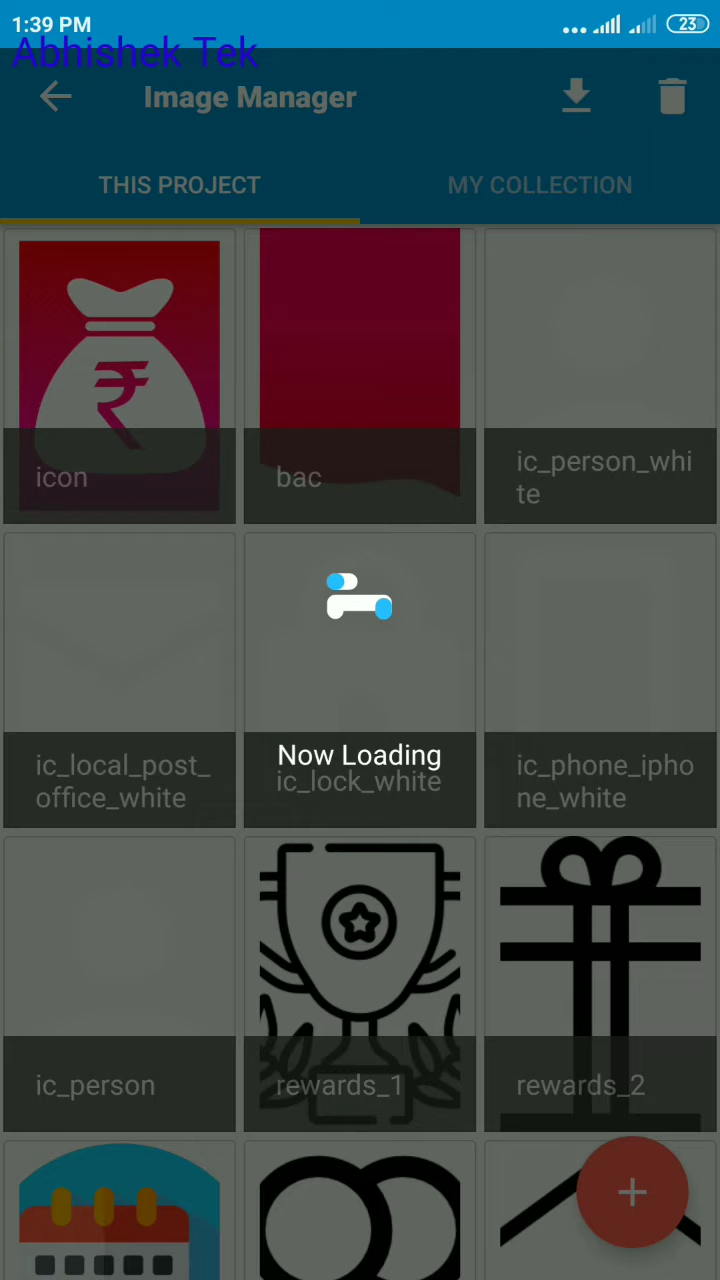 1:39 PM
23
Abhishek Tek
Image Manager
THIS PROJECT
MY COLLECTION
₹
icon
bac
ic_person_whi
te
ic_local_post_
office_white
Now Loading
ic_lock_white
ic_phone_ipho
ne_white
ic_person
rewards_1
rewards_2